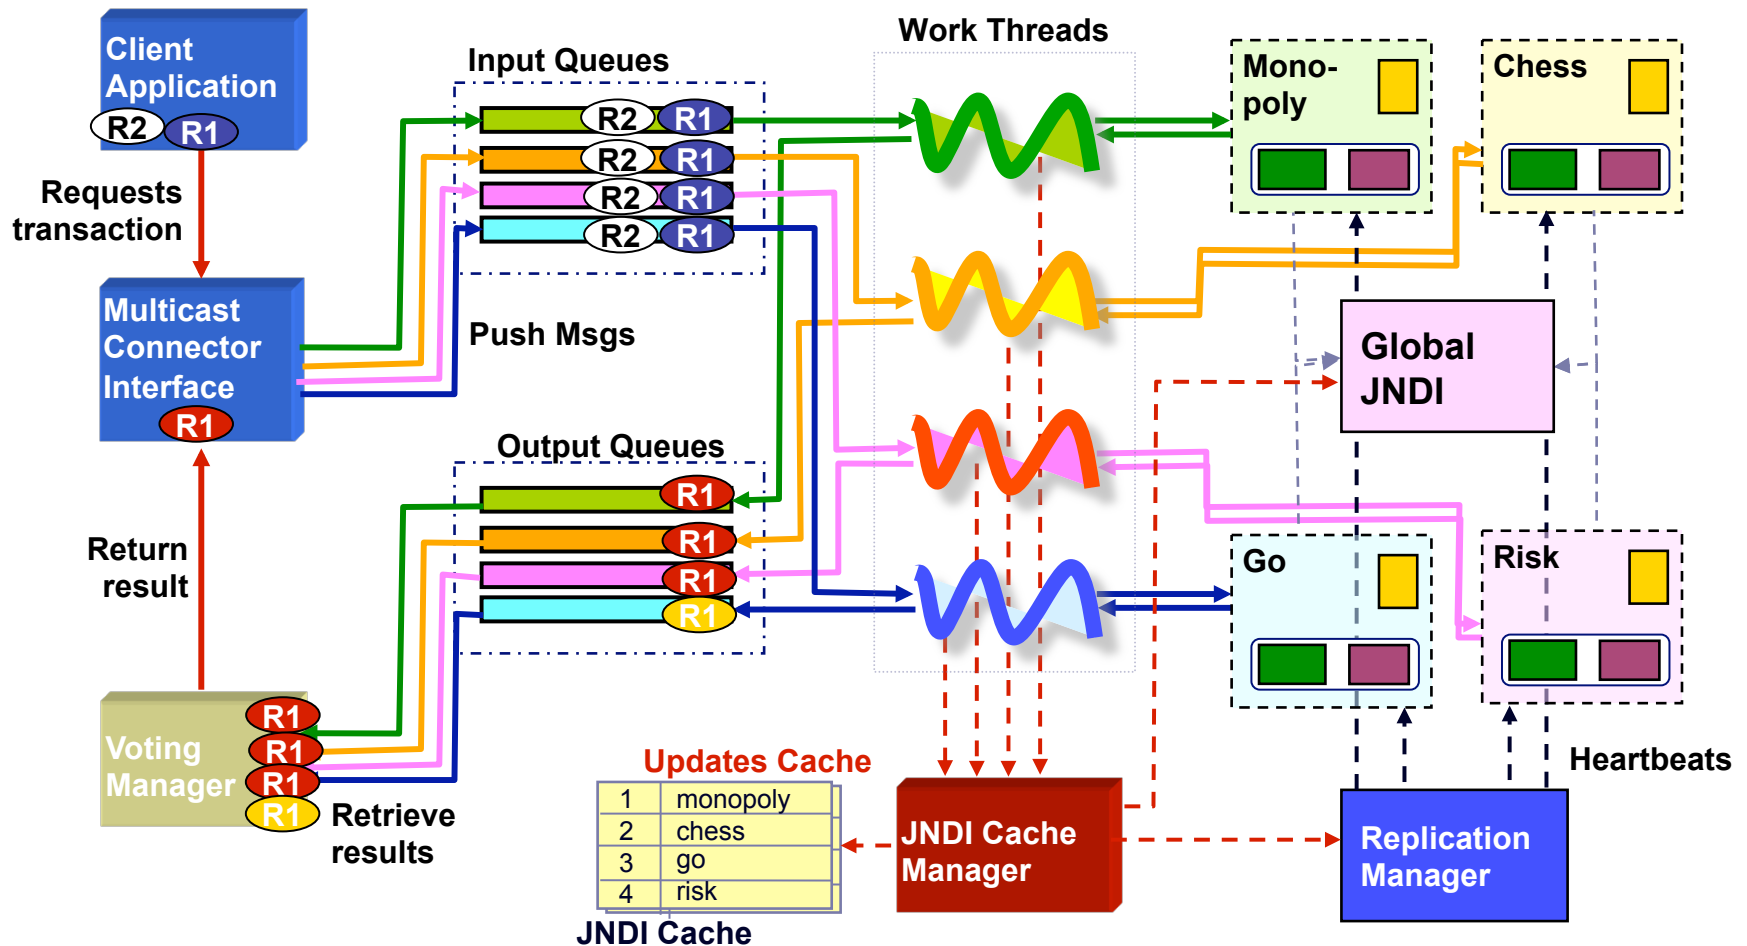 Client
Application
R2
R1
Requests
transaction
Multicast
Connector
Interface
R1
Return
result
Voting
Manager
R1
R1
R1
R1
Retrieve
results
Input Queues
R2 R1
R2 R1
R2 R1
R2 R1
Push Msgs
Output Queues
R1
R1
R1
R1
Work Threads
Mono-
poly
Chess
Global
JNDI
Go
Risk
Heartbeats
Updates Cache
1 monopoly
2 chess
3 go
4 risk
JNDI Cache
JNDI Cache
Manager
Replication
Manager